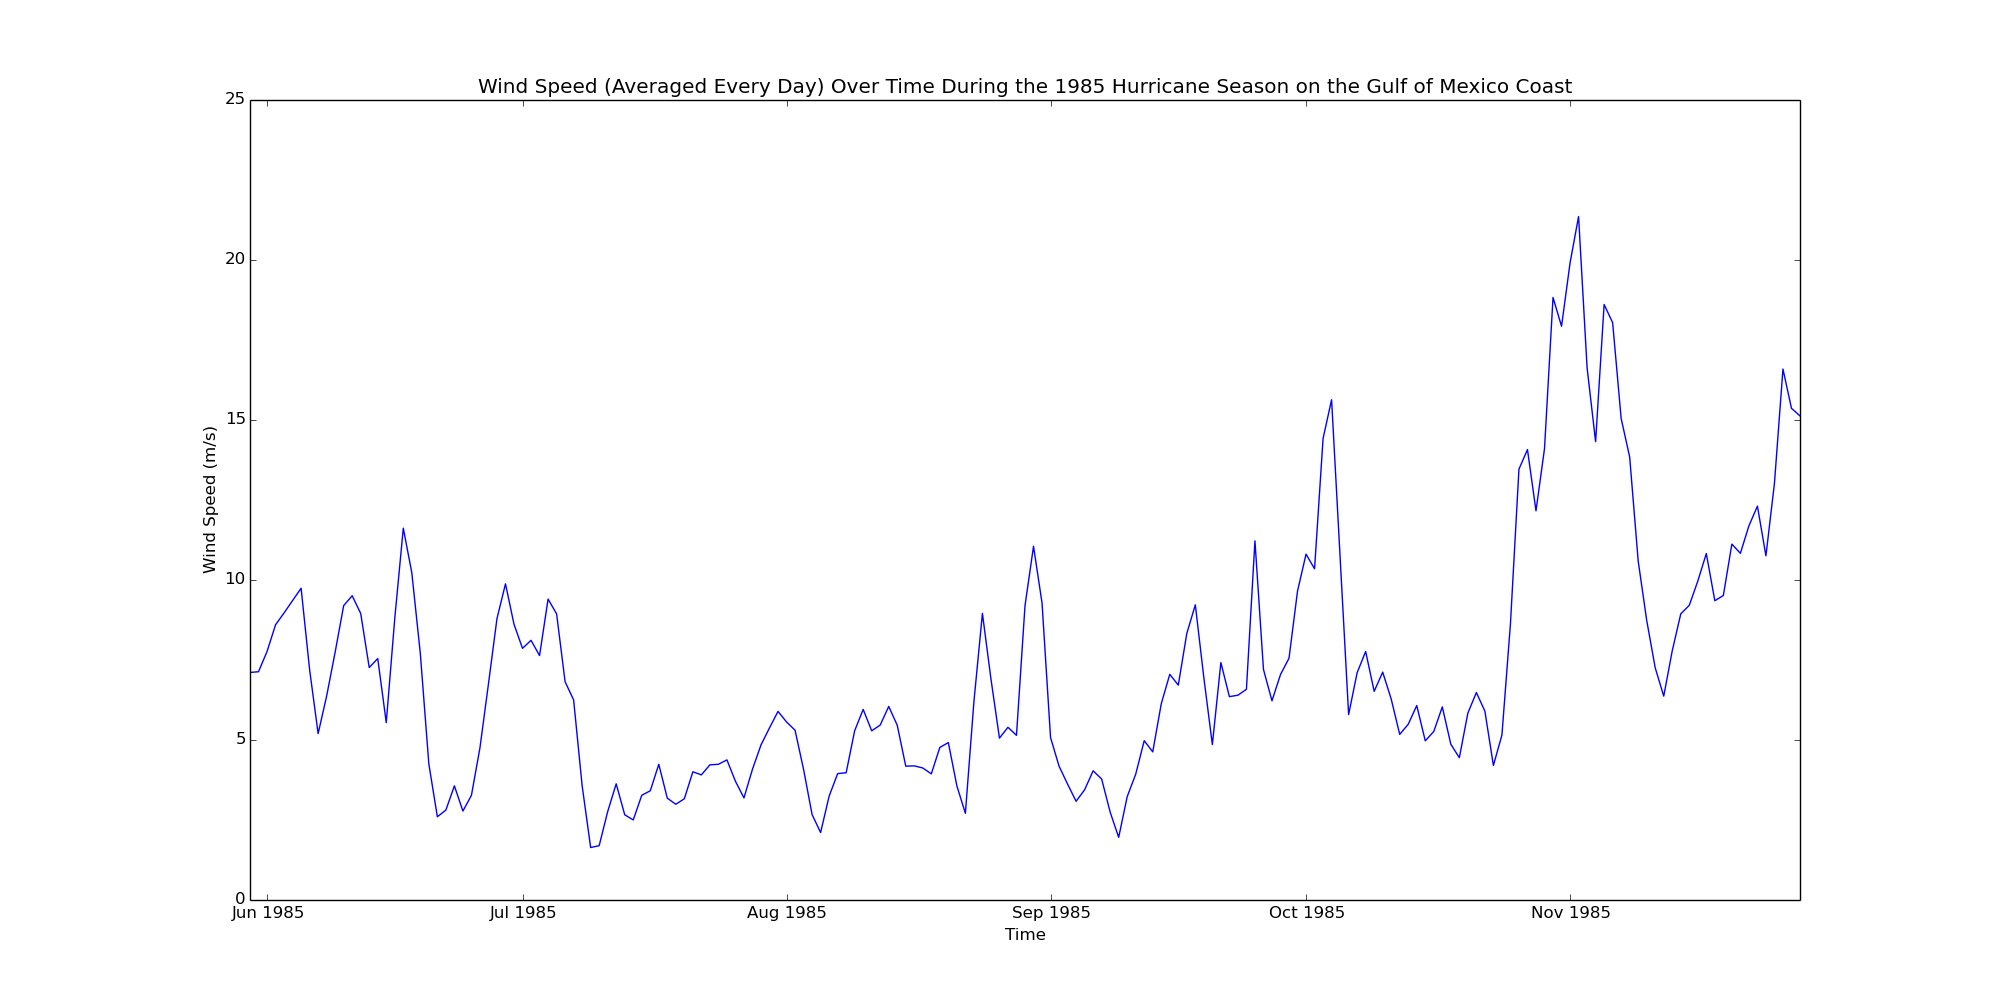 Wind Speed (Averaged Every Day) Over Time During the 1985 Hurricane Season on the Gulf of Mexico Coast
25
20
15
10
5
0
Wind Speed (m/s)
Jun 1985 Jul 1985 Aug 1985 Sep 1985 Oct 1985 Nov 1985
Time